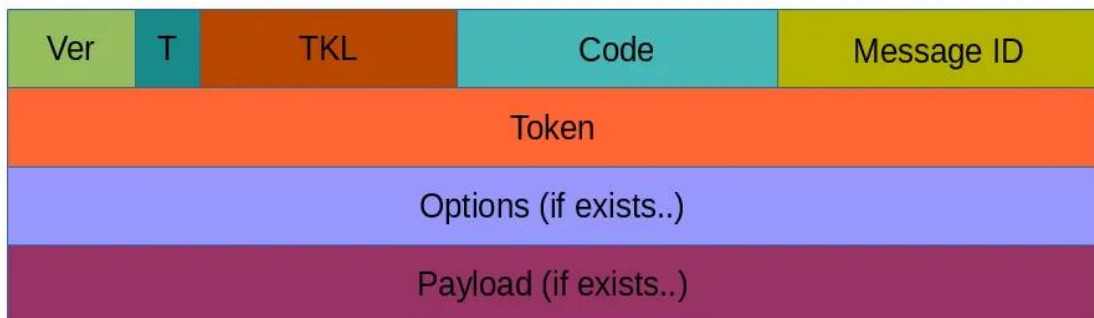 Ver T TKL Code Message ID
Token
Options (if exists..)
Payload (if exists..)